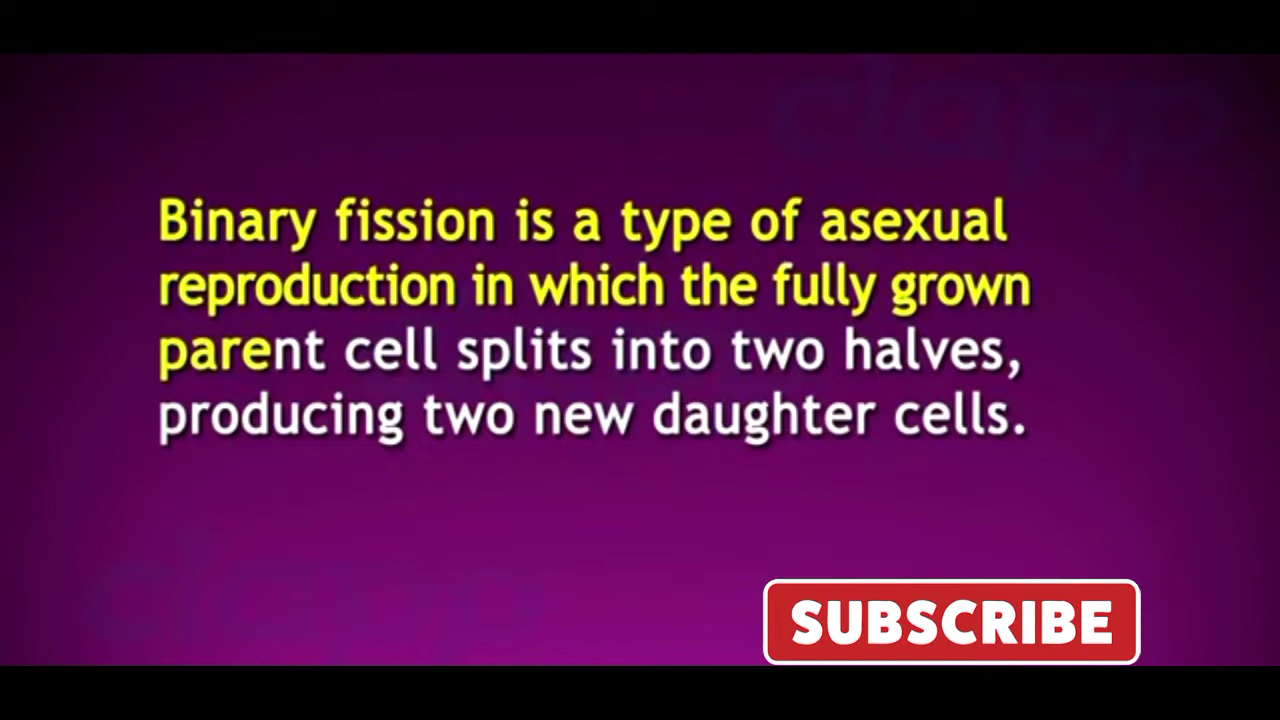 Binary fission is a type of asexual
reproduction in which the fully grown
parent cell splits into two halves,
producing two new daughter cells.
SUBSCRIBE